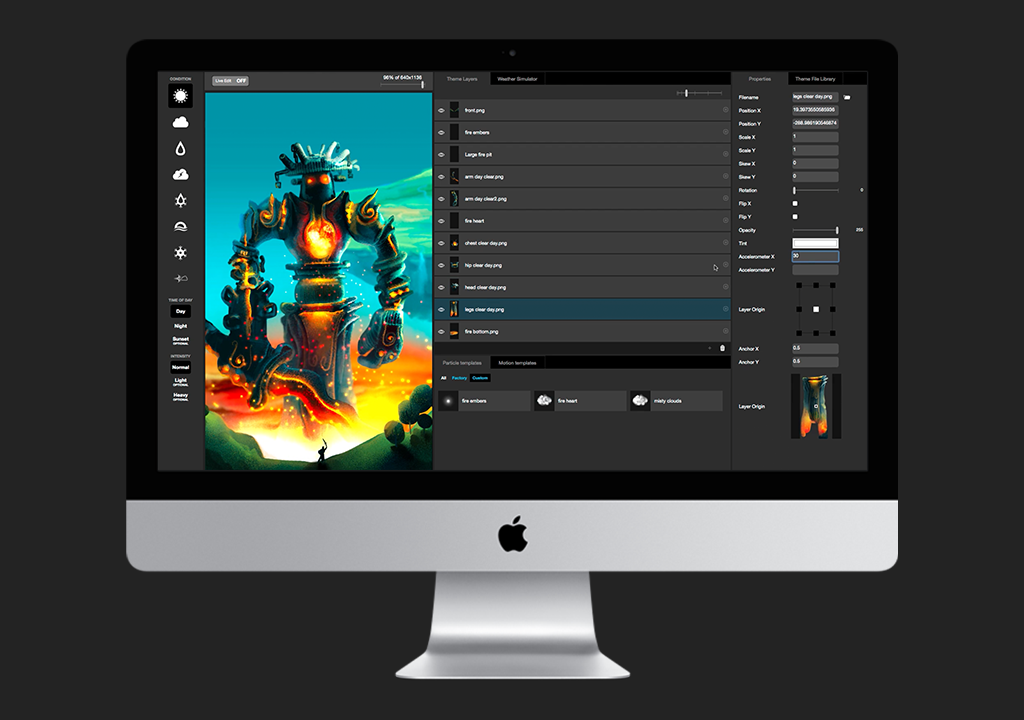 CONDITION
TIME OF DAY
Day
Night
Sunset
OPTIONAL
INTENSITY
Normal
Light
OPTIONAL
Heavy
OPTIONAL
Live Edit OFF
96% of 640x1136
Theme Layers Weather Simulator
front.png
fire embers
Large fire pit
arm day clear.png
arm day clear2.png
fire heart
chest clear day.png
hip clear day.png
head clear day.png
legs clear day.png
fire bottom.png
Particle templates Motion templates
All Factory Custom
fire embers fire heart misty clouds
Properties Theme File Library
Filename legs clear day.png
Position X 19.3973550585938
Position Y -268.986190546874
Scale X 1
Scale Y 1
Skew X 0
Skew Y 0
Rotation 0
Flip X
Flip Y
Opacity 255
Tint
Accelerometer X 30
Accelerometer Y
Layer Origin
Anchor X 0.5
Anchor Y 0.5
Layer Origin